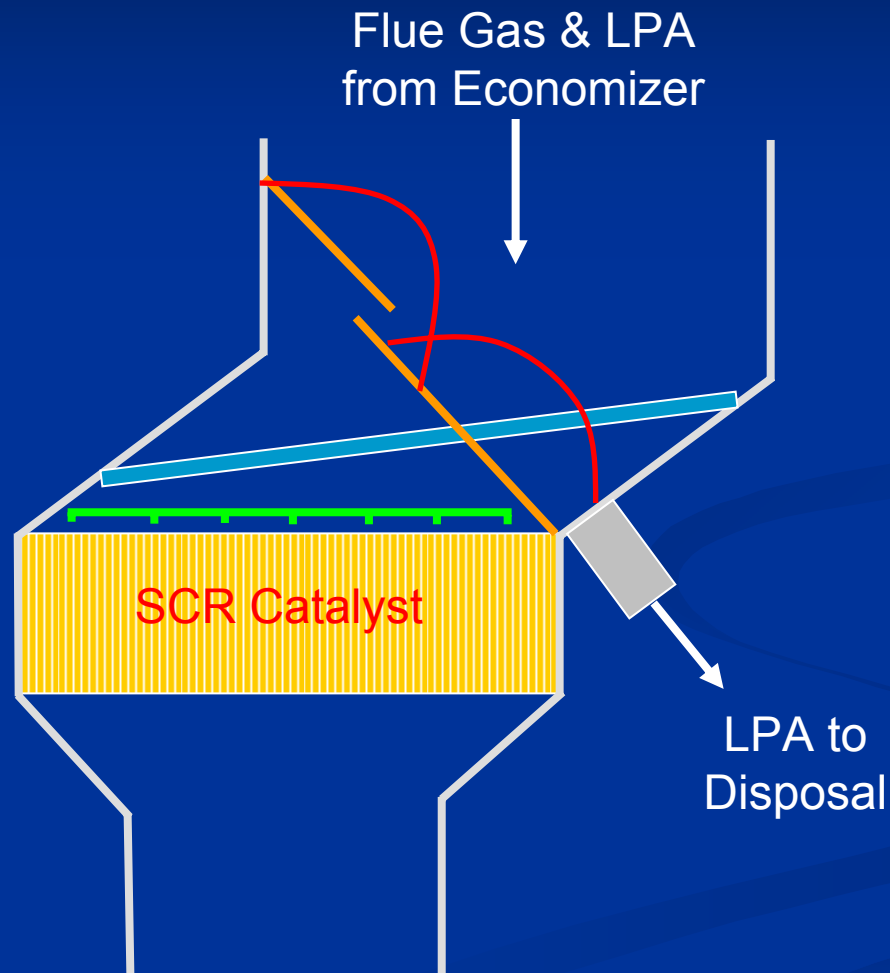 Flue Gas & LPA
from Economizer
SCR Catalyst
LPA to
Disposal